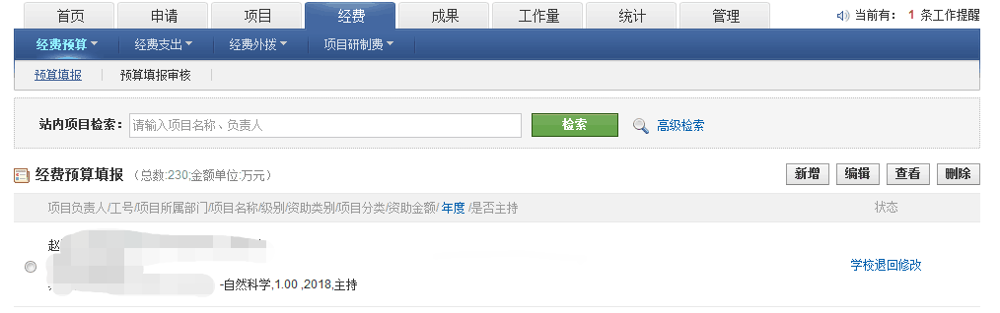 首页 申请 项目 经费 成果 工作量 统计 管理 当前有： 1 条工作提醒
经费预算 经费支出 经费外拨 项目研制费
预算填报 预算填报审核
站内项目检索： 请输入项目名称、负责人 检索 高级检索
经费预算填报 （总数:230;金额单位:万元） 新增 编辑 查看 删除
项目负责人/工号/项目所属部门/项目名称/级别/资助类别/项目分类/资助金额/ 年度 /是否主持 状态
赵
学校退回修改
-自然科学,1.00 ,2018,主持